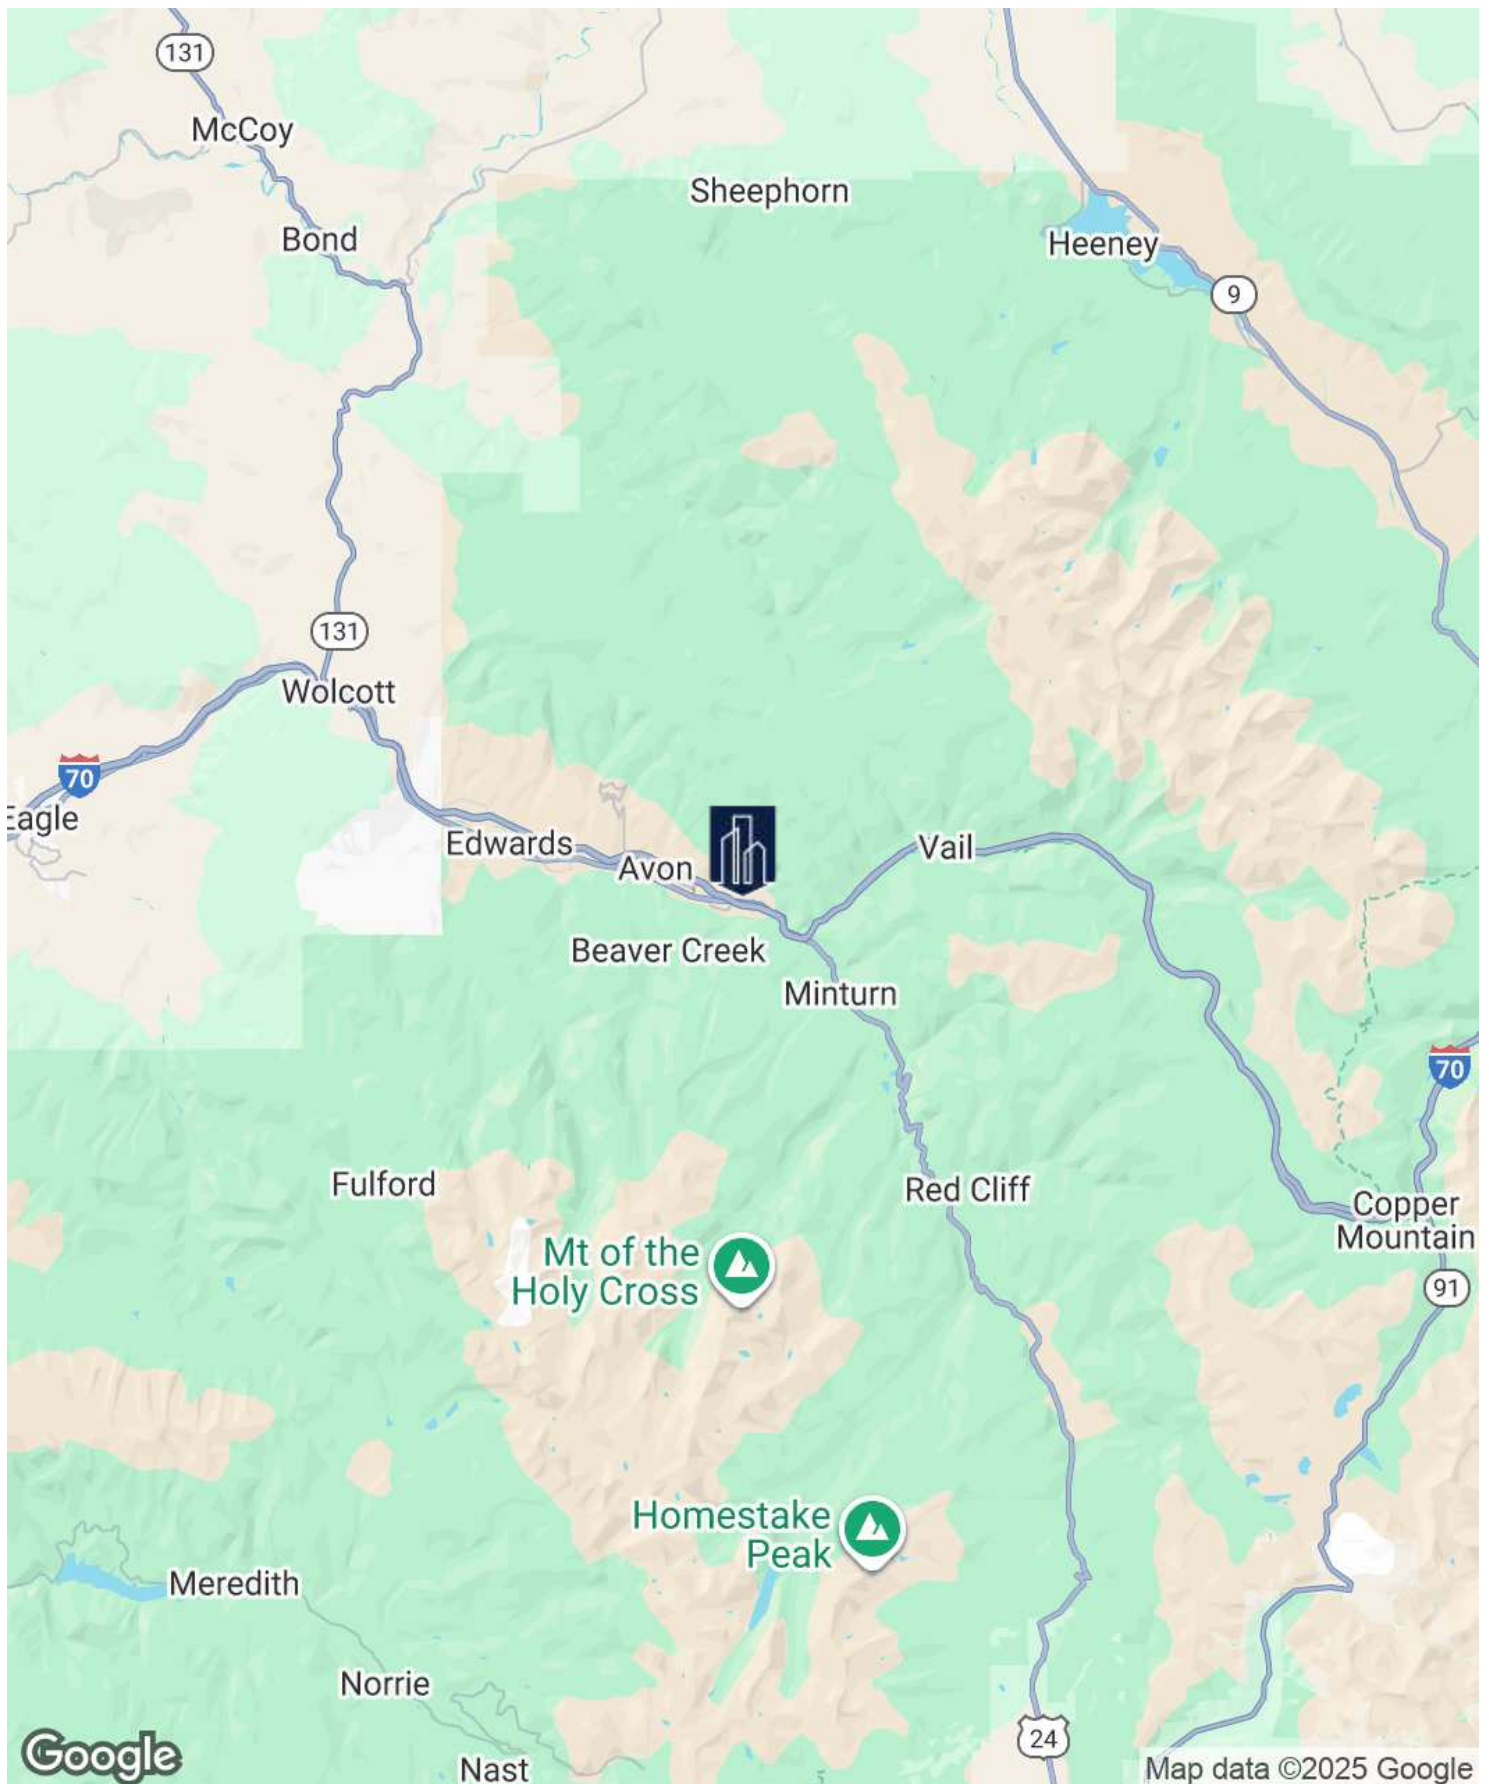 131
McCoy
Sheephorn
Bond
Heeney
9
131
Wolcott
70
Eagle
Edwards
Avon
Vail
Beaver Creek
Minturn
70
Fulford
Red Cliff
Copper
Mountain
Mt of the
Holy Cross
91
Homestake
Peak
Meredith
Norrie
24
Google
Nast
Map data ©2025 Google